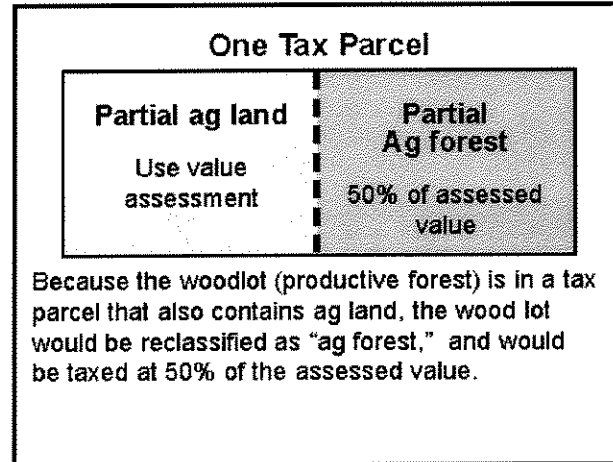 One Tax Parcel
Partial ag land
Use value
assessment
Partial
Ag forest
50% of assessed
value
Because the woodlot (productive forest) is in a tax
parcel that also contains ag land, the wood lot
would be reclassified as “ag forest,” and would
be taxed at 50% of the assessed value.